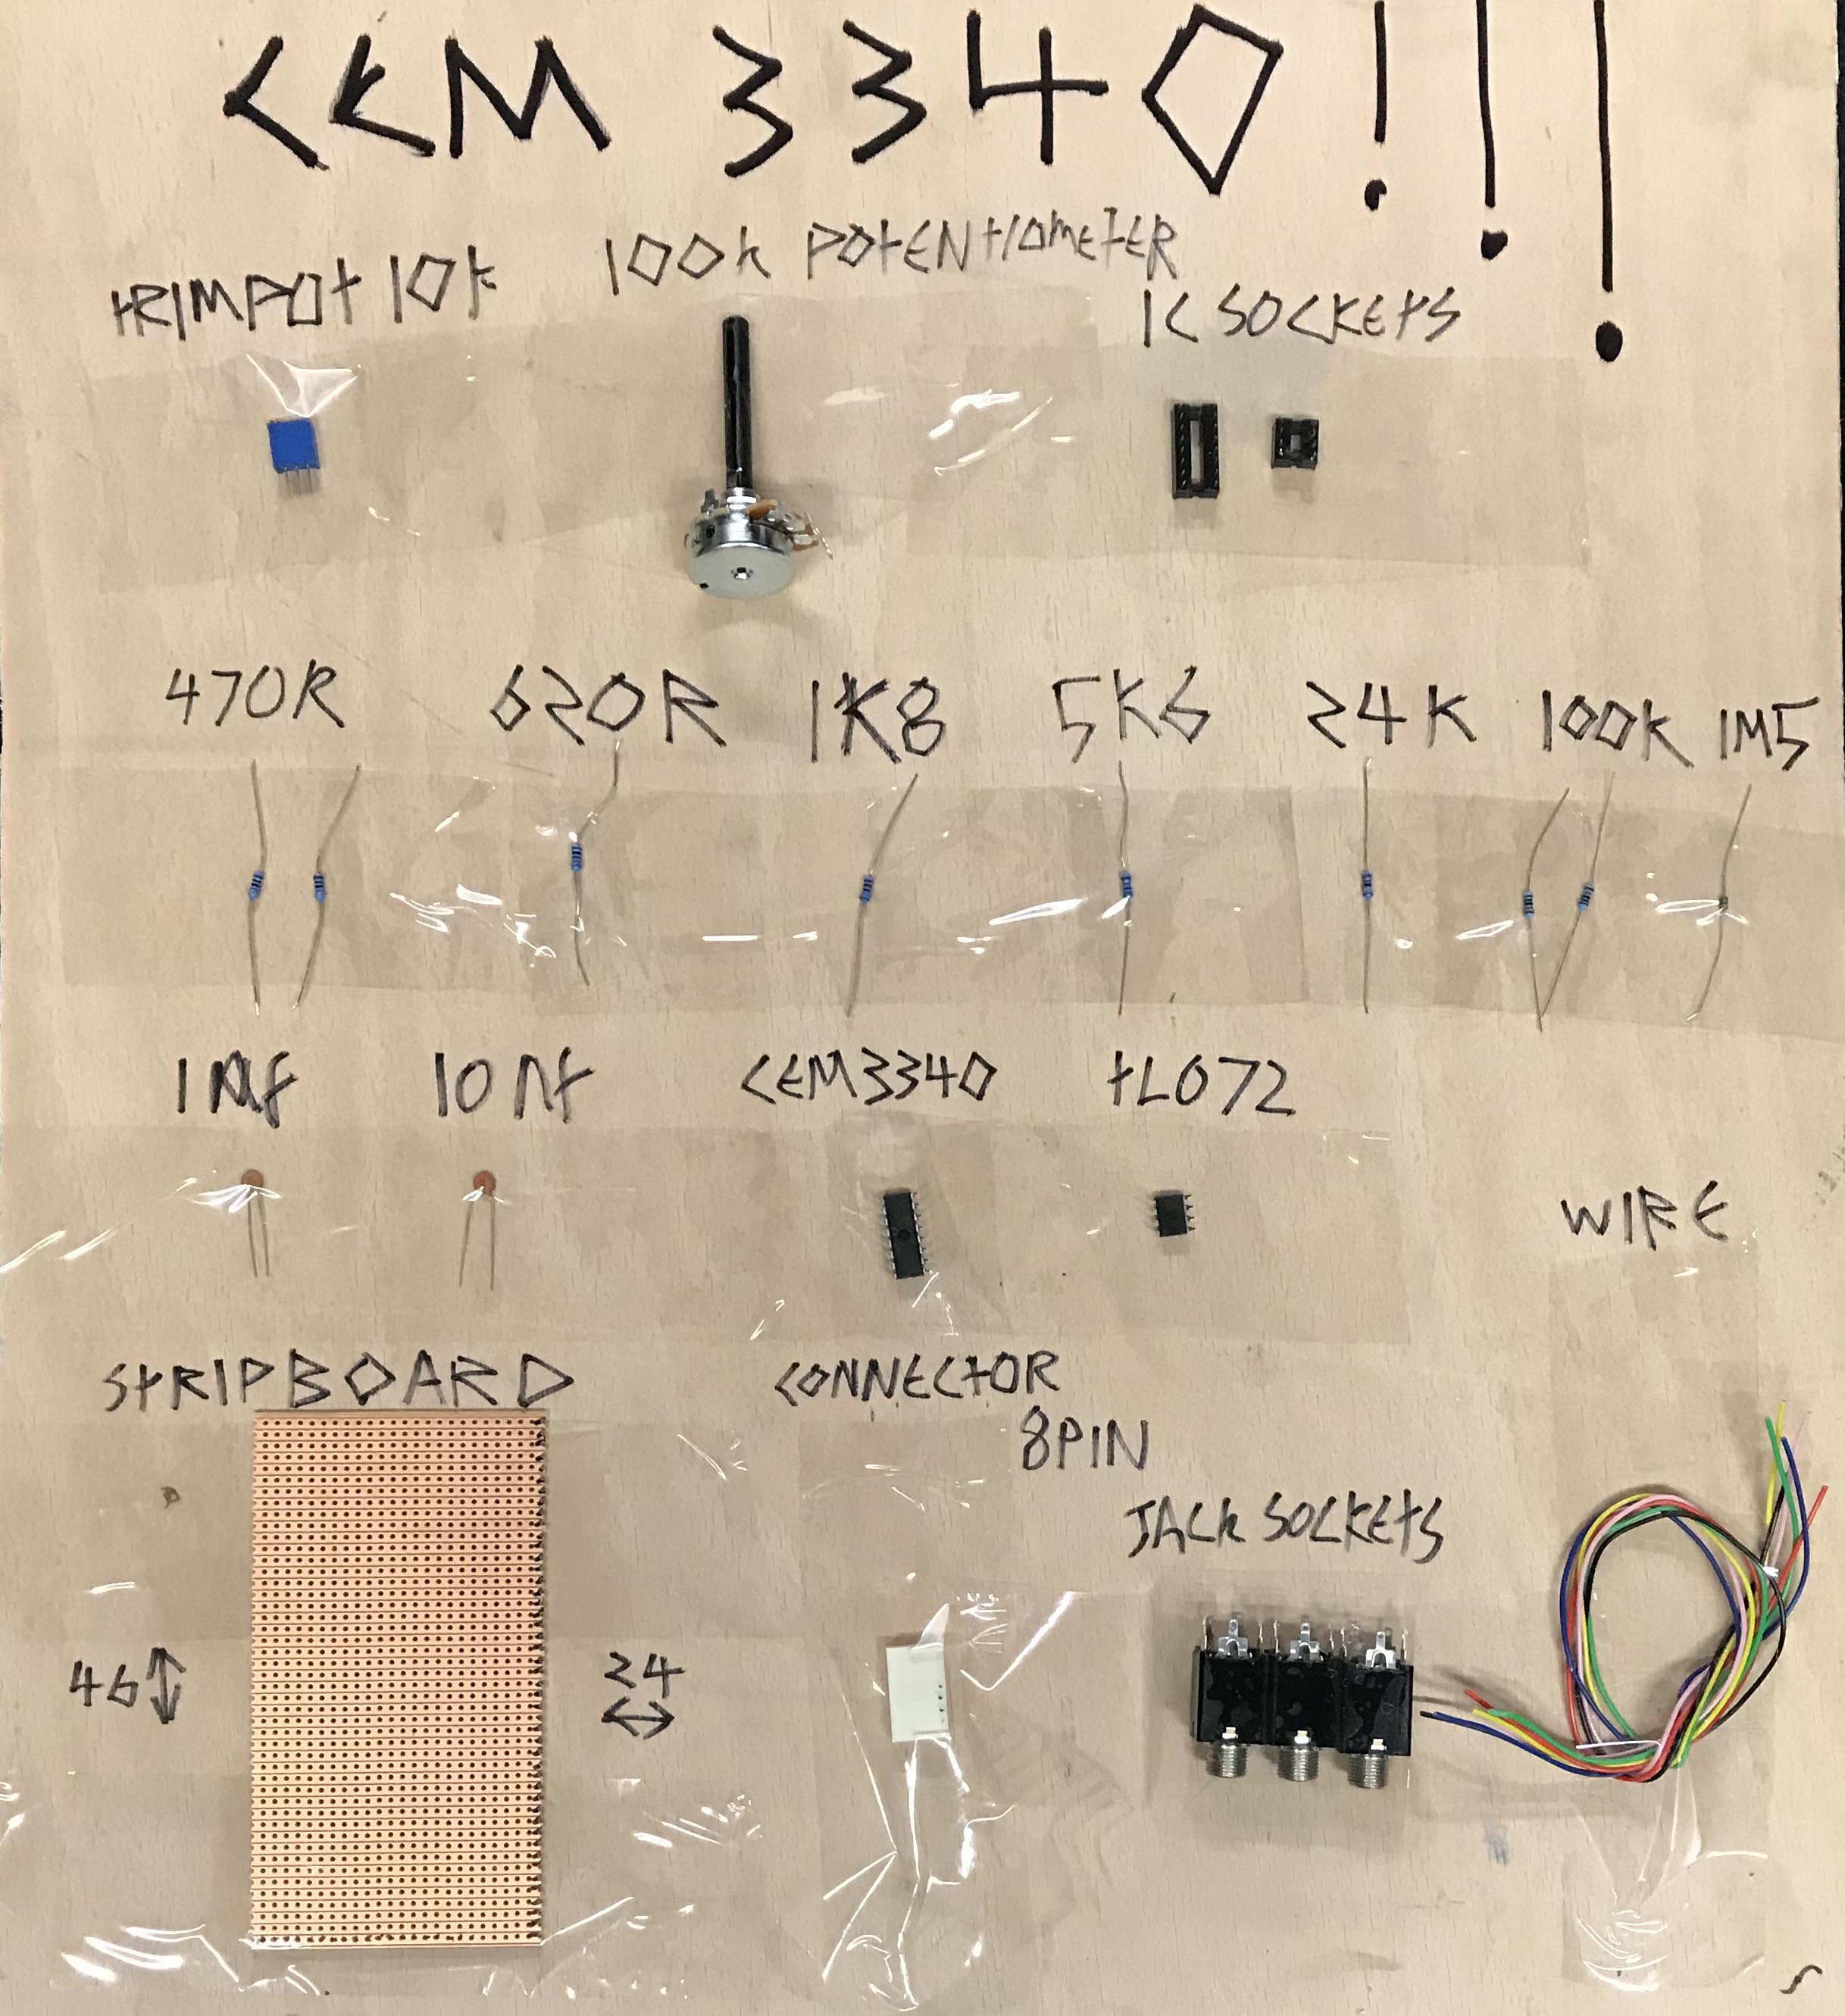 CEM 3340!!!
TRIMPOT 10K
100K POTENTIOMETER
IC SOCKETS
470R 620R 1K8 5K6 24K 100K 1M5
1nf 10nf CEM3340 TL072
WIRE
STRIPBOARD
CONNECTOR
8PIN
JACK SOCKETS
46↕
24
↔